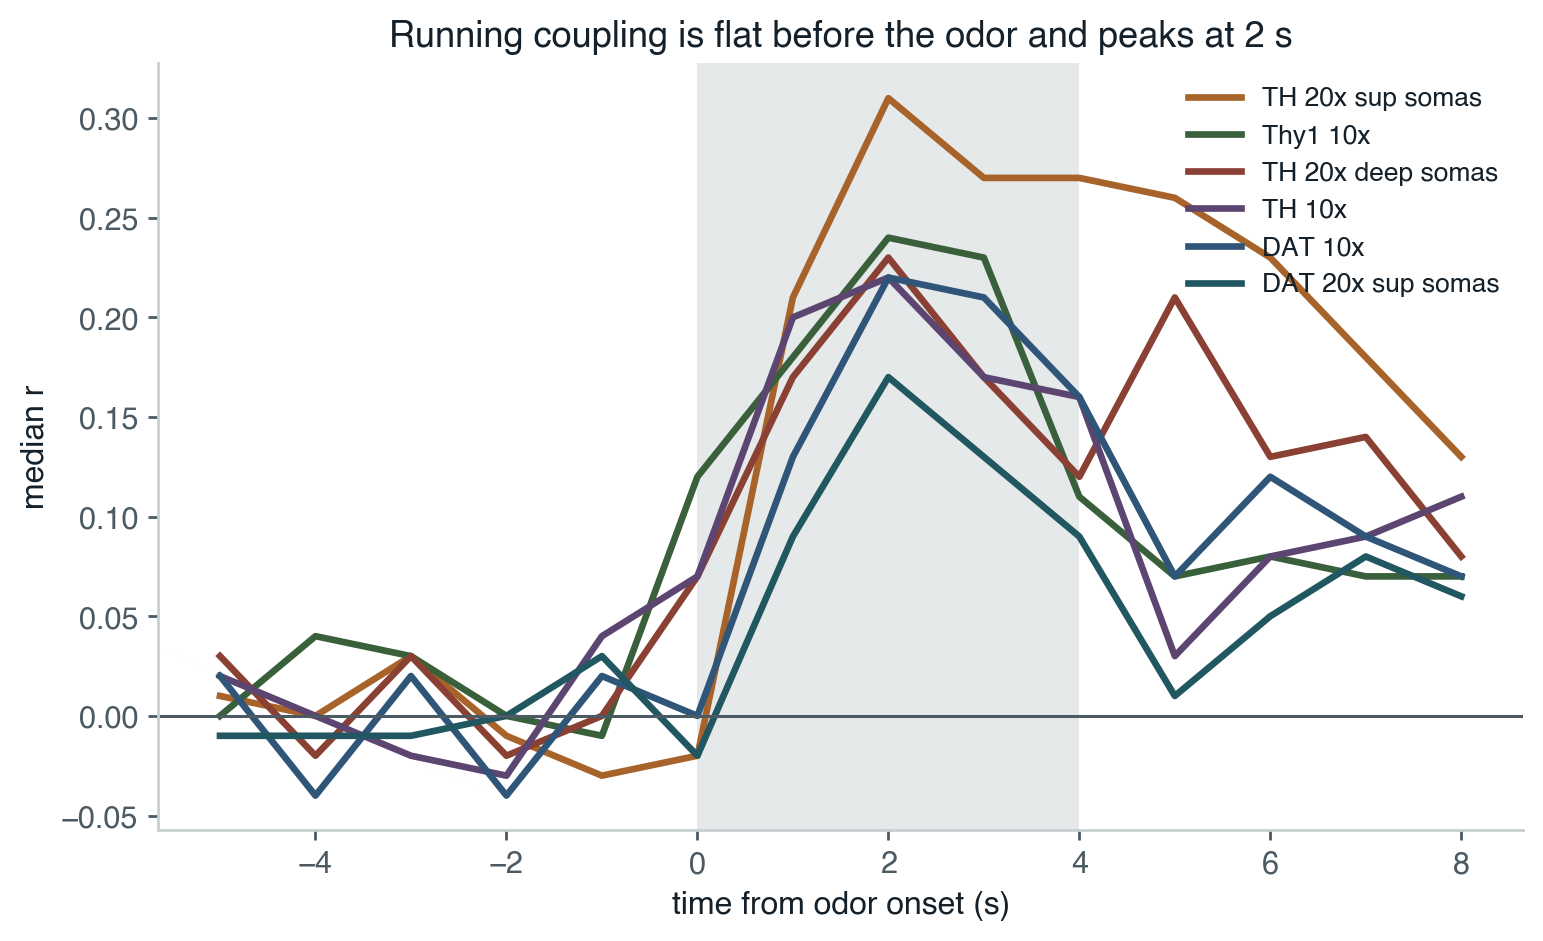 Running coupling is flat before the odor and peaks at 2 s
TH 20x sup somas
Thy1 10x
TH 20x deep somas
TH 10x
DAT 10x
DAT 20x sup somas
median r
0.30
0.25
0.20
0.15
0.10
0.05
0.00
−0.05
−4
−2
0
2
4
6
8
time from odor onset (s)